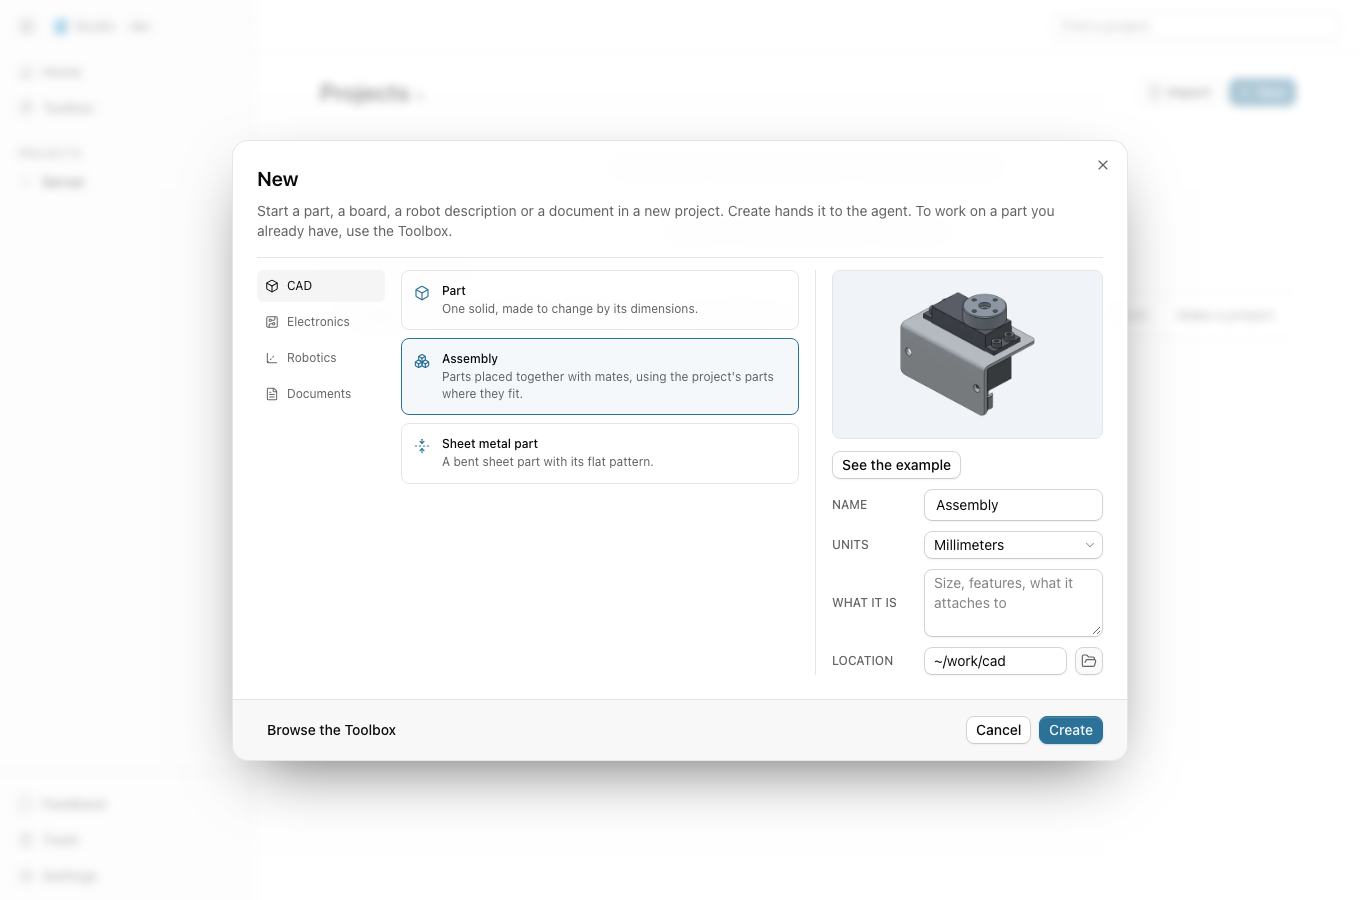 Projects
New
Start a part, a board, a robot description or a document in a new project. Create hands it to the agent. To work on a part you
already have, use the Toolbox.
CAD
Electronics
Robotics
Documents
Part
One solid, made to change by its dimensions.
Assembly
Parts placed together with mates, using the project's parts
where they fit.
Sheet metal part
A bent sheet part with its flat pattern.
See the example
NAME
Assembly
UNITS
Millimeters
WHAT IT IS
Size, features, what it
attaches to
LOCATION
~/work/cad
Browse the Toolbox
Cancel
Create